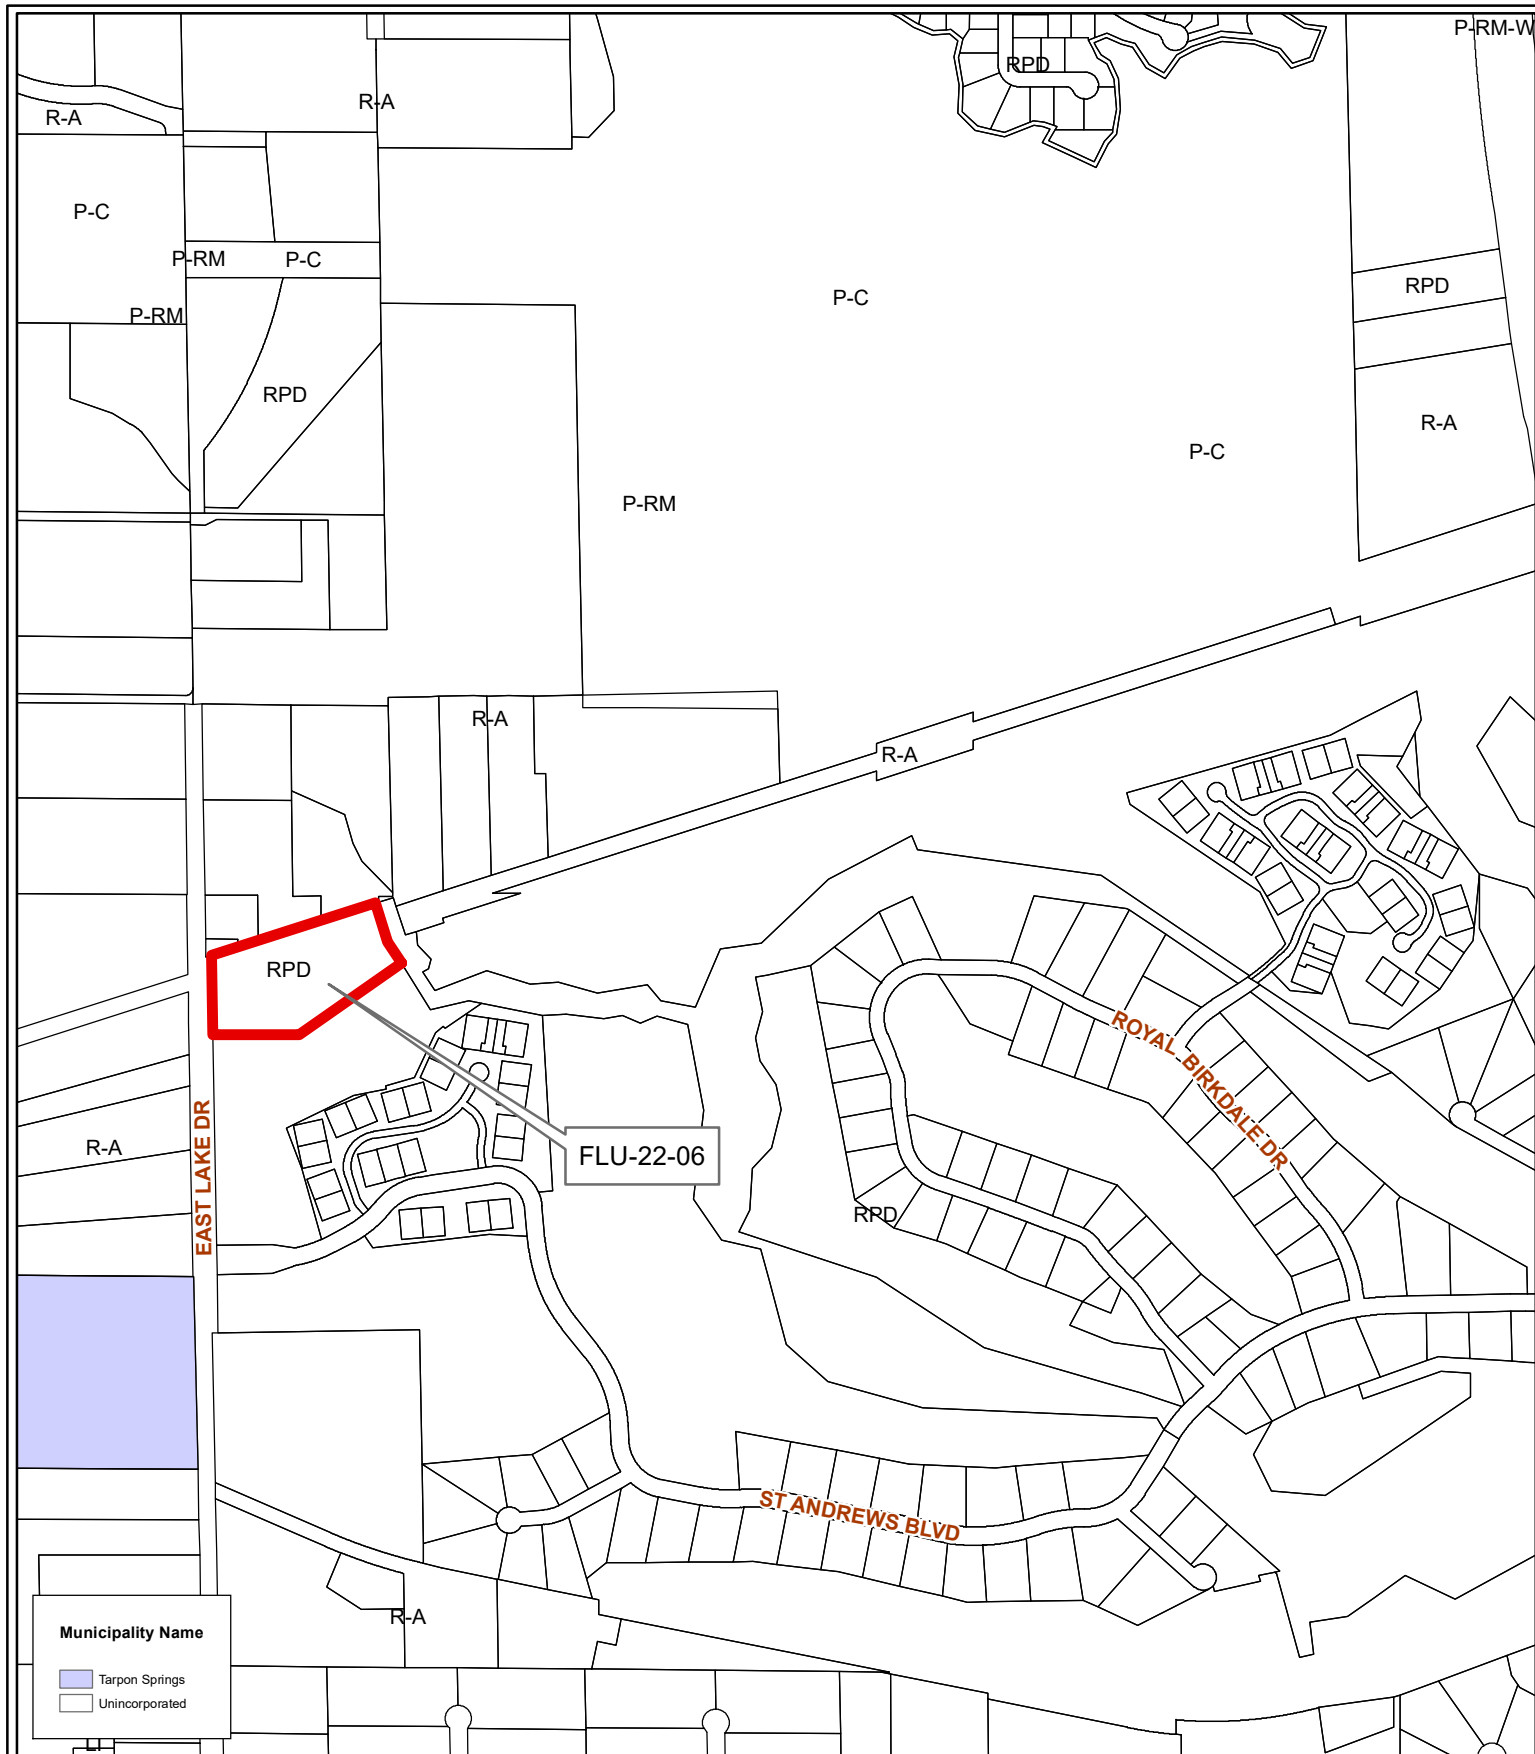 P-RM-W
RPD
R-A
R-A
P-C
P-RM
P-C
P-RM
P-C
RPD
RPD
R-A
P-C
P-RM
R-A
R-A
RPD
ROYAL BIRKDALE DR
EAST LAKE DR
R-A
FLU-22-06
RPD
ST ANDREWS BLVD
R-A
Municipality Name
Tarpon Springs
Unincorporated